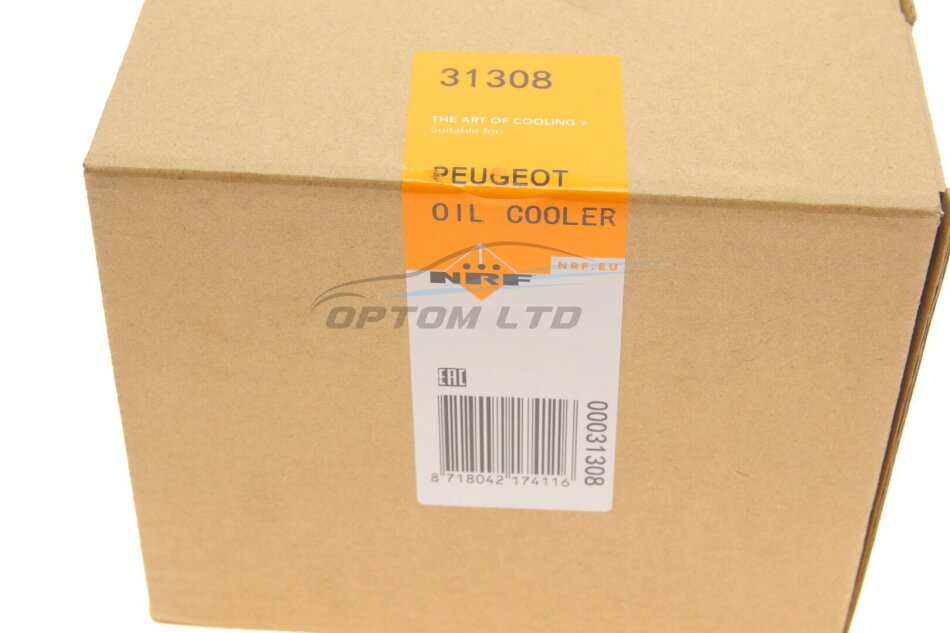 31308
THE ART OF COOLING >
Suitable for:
PEUGEOT
OIL COOLER
NRF
NRF.EU
OPTOM LTD
EAC
00031308
8 718042 174116